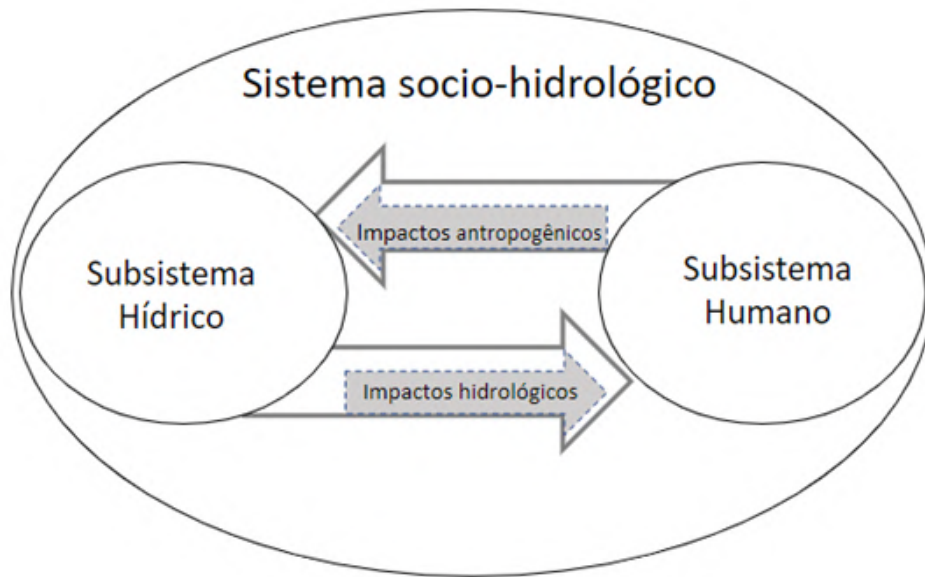 Sistema socio-hidrológico
Impactos antropogênicos
Subsistema
Hídrico
Subsistema
Humano
Impactos hidrológicos